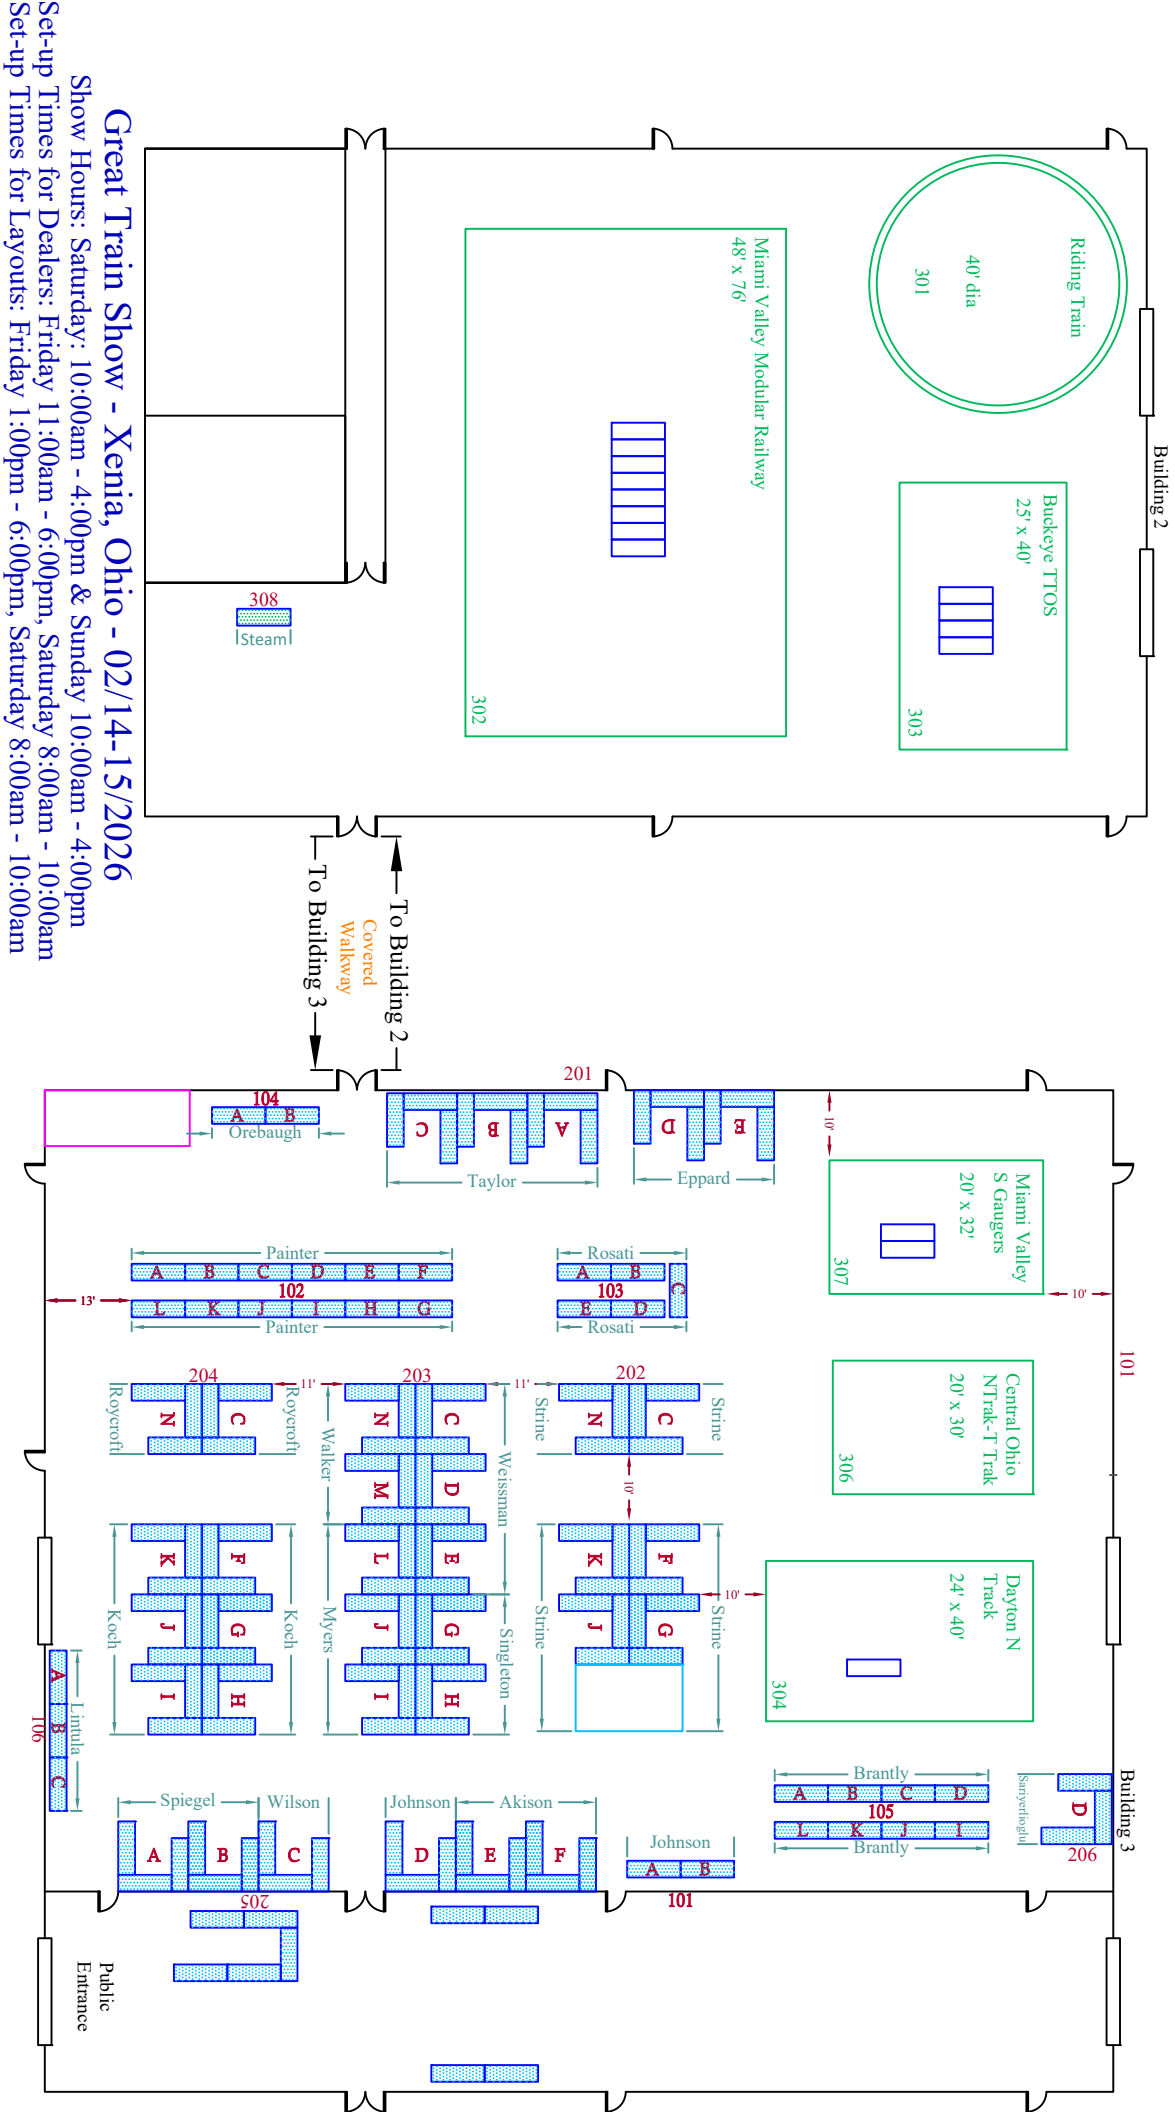 Great Train Show - Xenia, Ohio - 02/14-15/2026
Show Hours: Saturday: 10:00am - 4:00pm & Sunday 10:00am - 4:00pm
Set-up Times for Dealers: Friday 11:00am - 6:00pm, Saturday 8:00am - 10:00am
Set-up Times for Layouts: Friday 1:00pm - 6:00pm, Saturday 8:00am - 10:00am
Building 2
Riding Train
40' dia
301
Buckeye TTOS
25' x 40'
303
Miami Valley Modular Railway
48' x 76'
302
308
Steam
To Building 2
Covered
Walkway
To Building 3
Building 3
101
201
A
B
C
Taylor
D
E
Eppard
104
A
B
Orebaugh
10'
Miami Valley
S Gaugers
20' x 32'
307
10'
Painter
A
B
C
D
E
F
102
L
K
J
I
H
G
Painter
13'
Rosati
A
B
C
103
E
D
Rosati
Central Ohio
NTrak-T Trak
20' x 30'
306
Dayton N
Track
24' x 40'
304
204
Roycroft
N
C
Roycroft
11'
K
F
J
G
I
H
Koch
Koch
203
N
C
M
D
L
E
J
G
I
H
Walker
Myers
Weissman
Singleton
11'
202
Strine
N
C
Strine
10'
K
F
J
G
Strine
Strine
10'
106
A
B
C
Lintula
Spiegel
Wilson
A
B
C
205
Johnson
Akison
D
E
F
Johnson
A
B
101
Brantly
A
B
C
D
105
L
K
J
I
Brantly
Sariyerlioglu
D
206
Public
Entrance